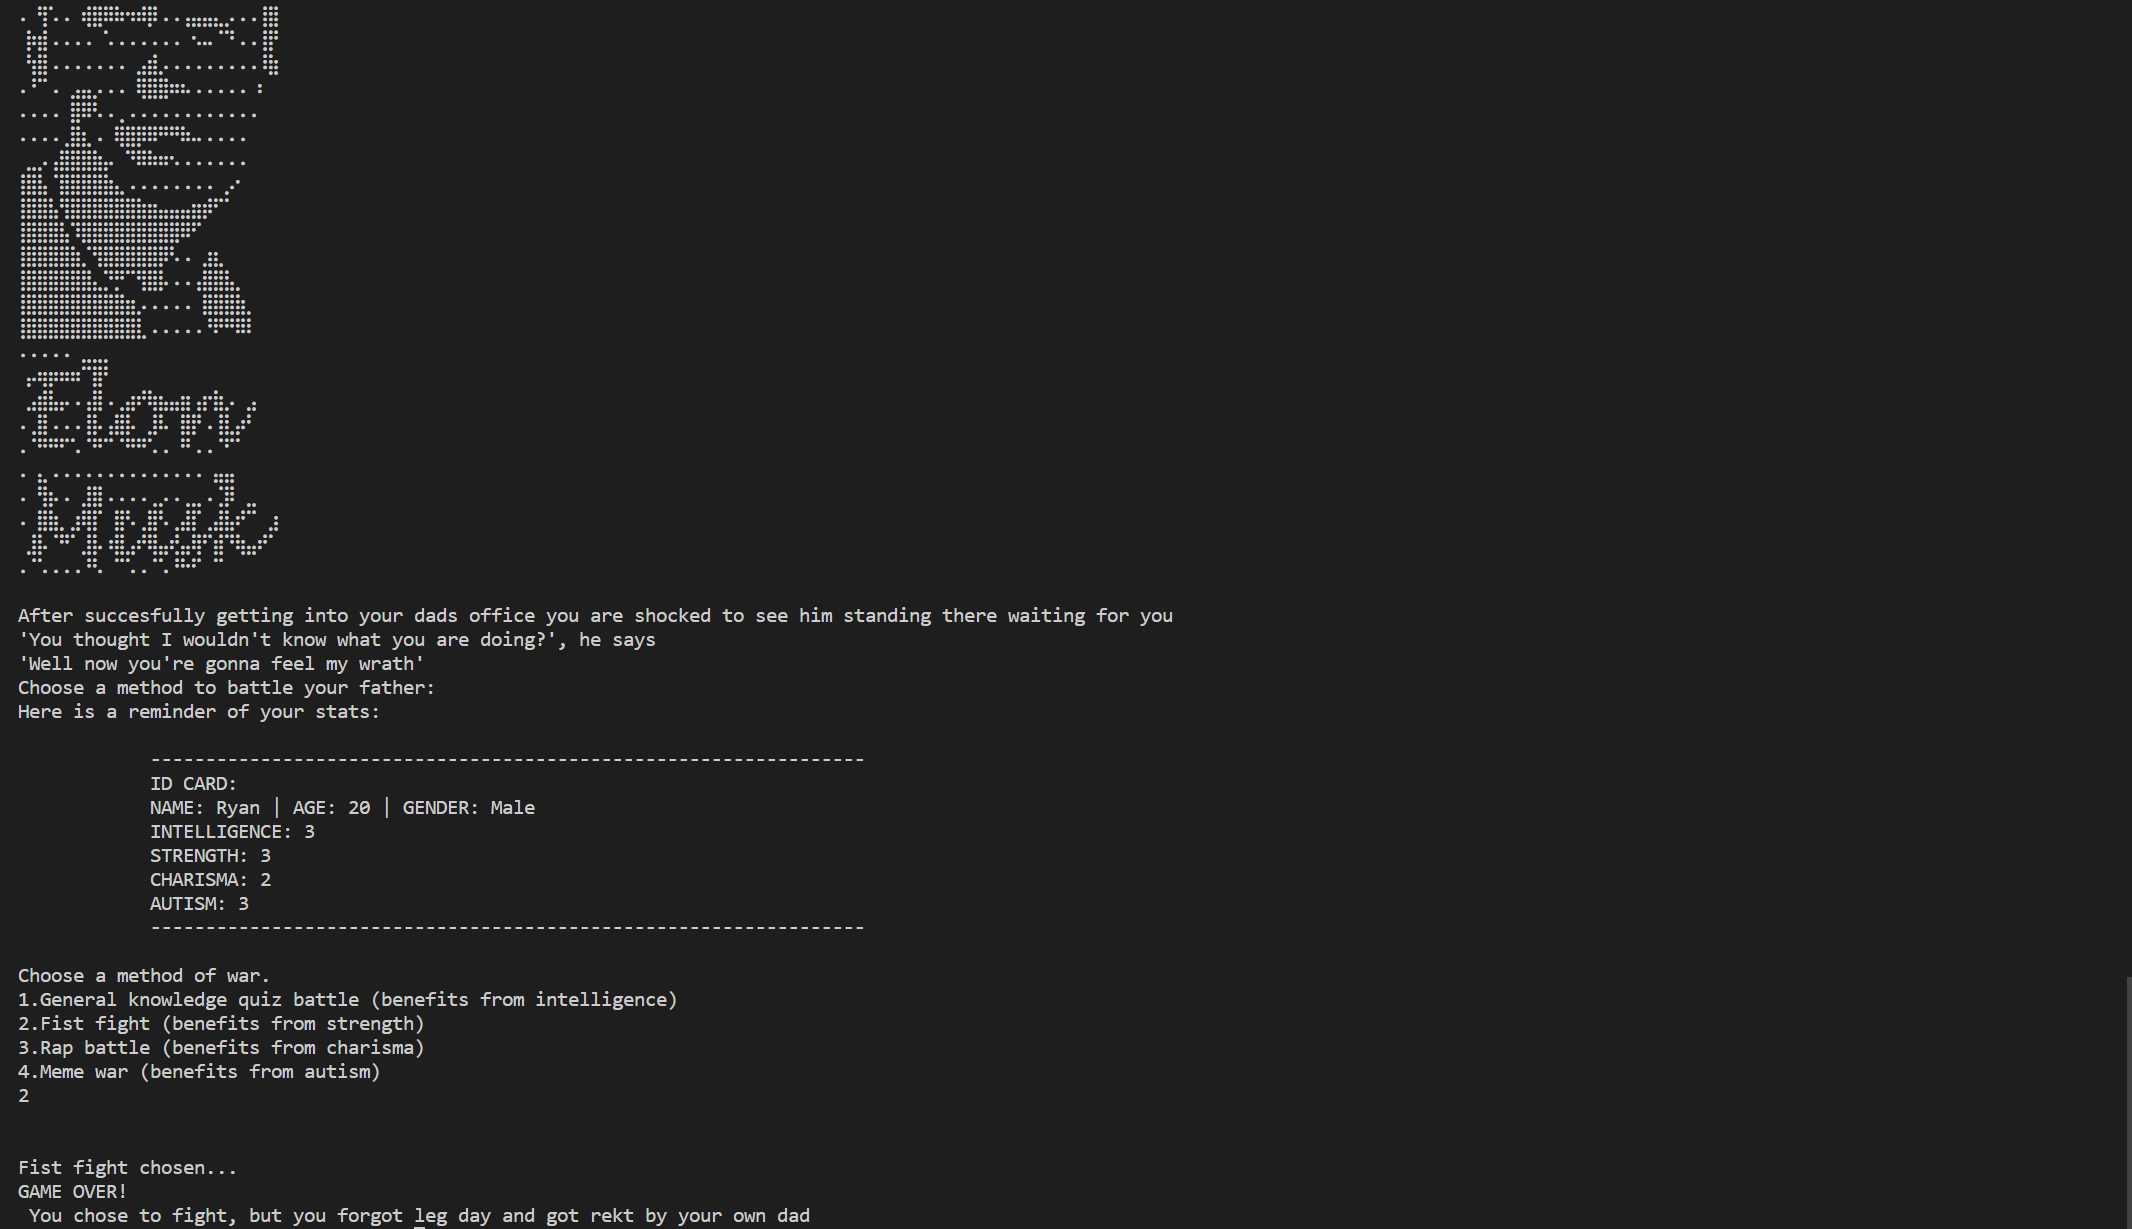 Elon
Musk
After succesfully getting into your dads office you are shocked to see him standing there waiting for you
'You thought I wouldn't know what you are doing?', he says
'Well now you're gonna feel my wrath'
Choose a method to battle your father:
Here is a reminder of your stats:
---------------------------------------------------------------
ID CARD:
NAME: Ryan | AGE: 20 | GENDER: Male
INTELLIGENCE: 3
STRENGTH: 3
CHARISMA: 2
AUTISM: 3
---------------------------------------------------------------
Choose a method of war.
1.General knowledge quiz battle (benefits from intelligence)
2.Fist fight (benefits from strength)
3.Rap battle (benefits from charisma)
4.Meme war (benefits from autism)
2
Fist fight chosen...
GAME OVER!
You chose to fight, but you forgot leg day and got rekt by your own dad